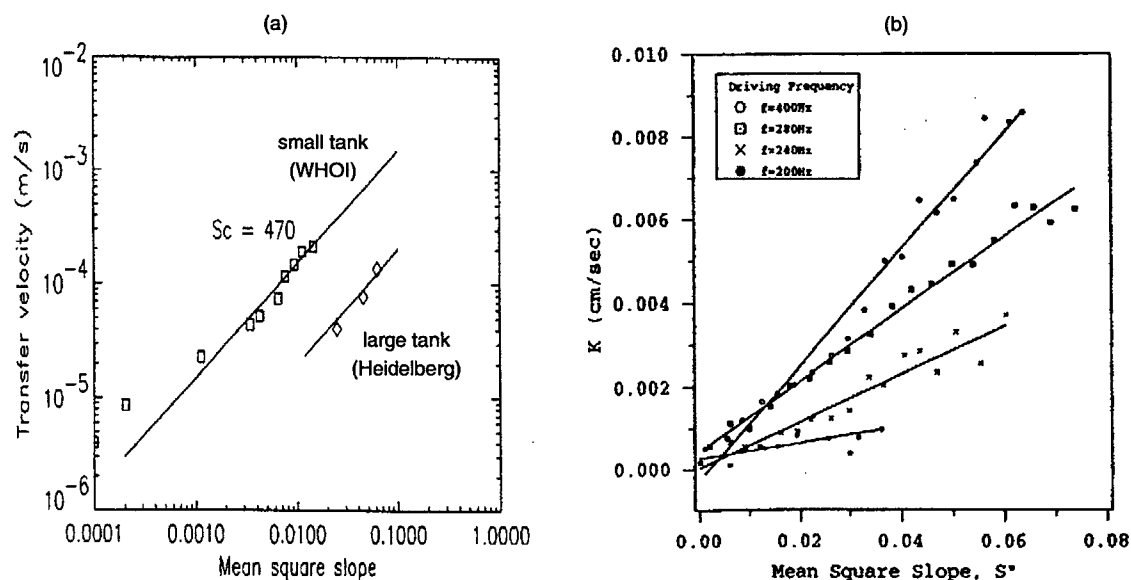 (a)
10^-2
10^-3
10^-4
10^-5
10^-6
Transfer velocity (m/s)
small tank
(WHOI)
Sc = 470
large tank
(Heidelberg)
0.0001 0.0010 0.0100 0.1000 1.0000
Mean square slope
(b)
0.010
0.008
0.006
0.004
0.002
0.000
K (cm/sec)
Driving Frequency
f=400Hz
f=280Hz
f=240Hz
f=200Hz
0.00 0.02 0.04 0.06 0.08
Mean Square Slope, S"